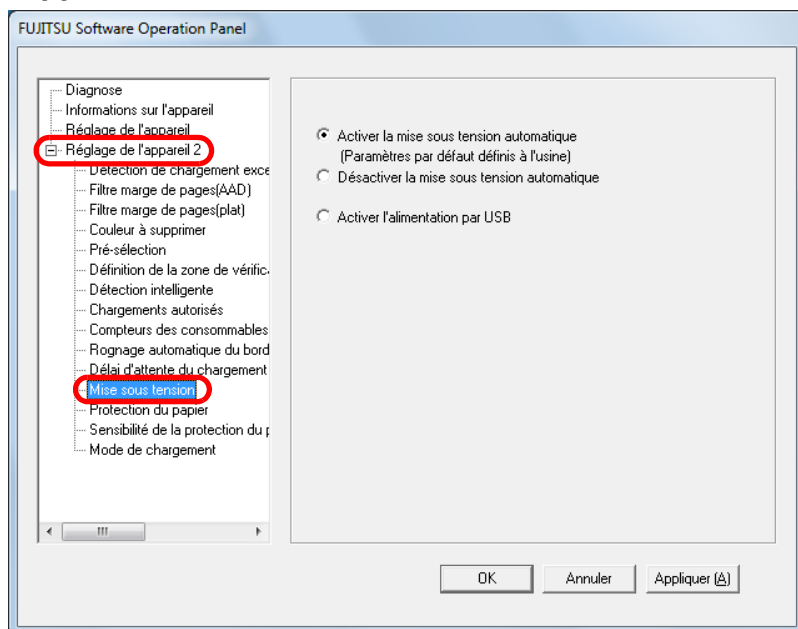 FUJITSU Software Operation Panel
Diagnose
Informations sur l'appareil
Réglage de l'appareil
Réglage de l'appareil 2
Détection de chargement exce
Filtre marge de pages(AAD)
Filtre marge de pages(plat)
Couleur à supprimer
Pré-sélection
Définition de la zone de vérific
Détection intelligente
Chargements autorisés
Compteurs des consommables
Rognage automatique du bord
Délai d'attente du chargement
Mise sous tension
Protection du papier
Sensibilité de la protection du p
Mode de chargement
Activer la mise sous tension automatique
(Paramètres par défaut définis à l'usine)
Désactiver la mise sous tension automatique
Activer l'alimentation par USB
OK
Annuler
Appliquer (A)